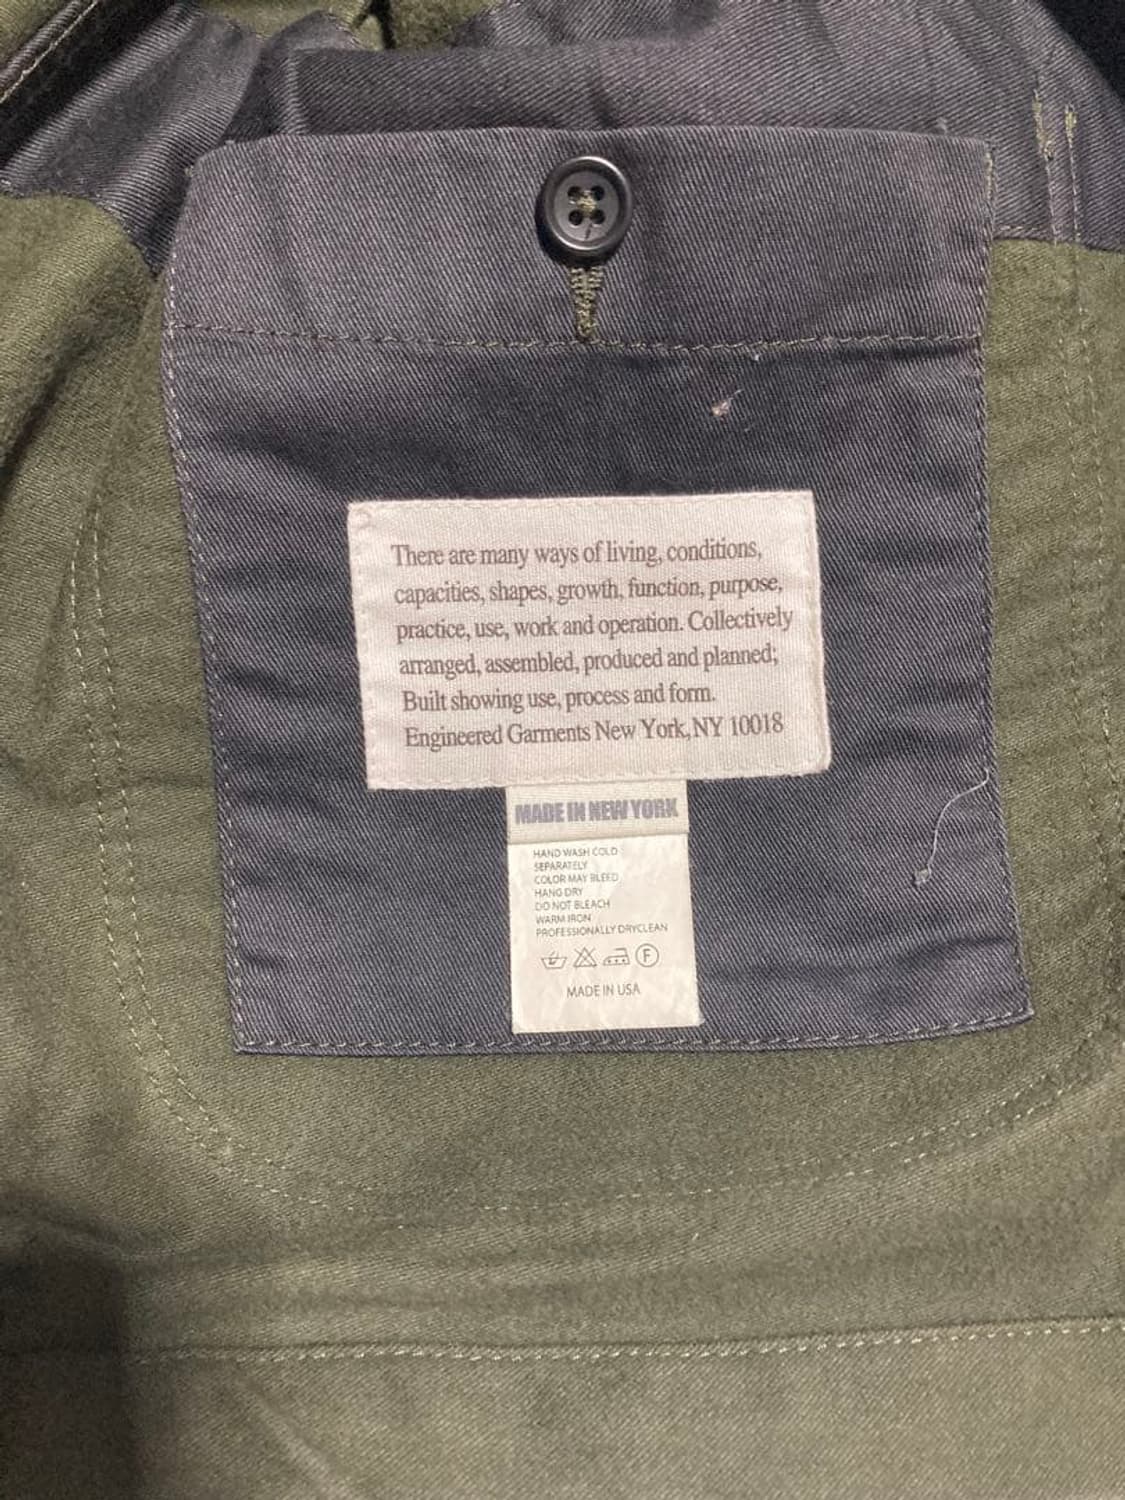 There are many ways of living, conditions,
capacities, shapes, growth, function, purpose,
practice, use, work and operation. Collectively
arranged, assembled, produced and planned;
Built showing use, process and form.
Engineered Garments New York, NY 10018
MADE IN NEW YORK
HAND WASH COLD
SEPARATELY
COLOR MAY BLEED
HANG DRY
DO NOT BLEACH
WARM IRON
PROFESSIONALLY DRYCLEAN
F
MADE IN USA